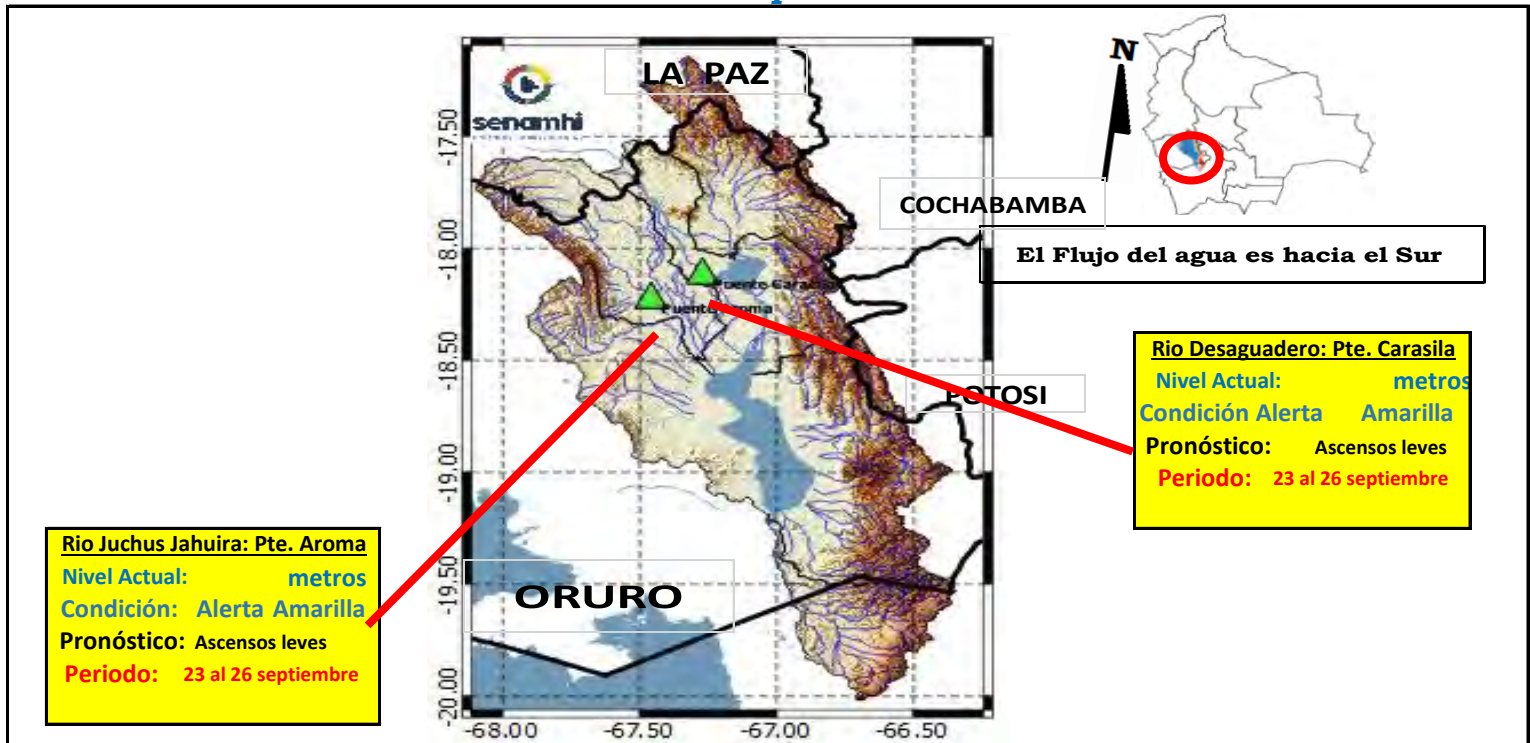 LA PAZ
senamhi
N
COCHABAMBA
El Flujo del agua es hacia el Sur
POTOSI
ORURO
-17.50
-18.00
-18.50
-19.00
-19.50
-20.00
-68.00 -67.50 -67.00 -66.50
Puente
Puente
Rio Desaguadero: Pte. Carasila
Nivel Actual: metros
Condición Alerta Amarilla
Pronóstico: Ascensos leves
Periodo: 23 al 26 septiembre
Rio Juchus Jahuira: Pte. Aroma
Nivel Actual: metros
Condición: Alerta Amarilla
Pronóstico: Ascensos leves
Periodo: 23 al 26 septiembre